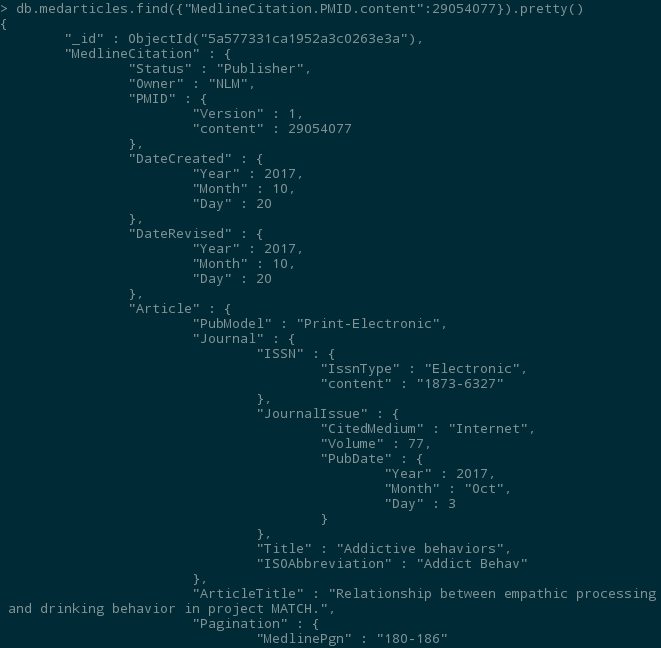 > db.medarticles.find({"MedlineCitation.PMID.content":29054077}).pretty()
{
        "_id" : ObjectId("5a577331ca1952a3c0263e3a"),
        "MedlineCitation" : {
                "Status" : "Publisher",
                "Owner" : "NLM",
                "PMID" : {
                        "Version" : 1,
                        "content" : 29054077
                },
                "DateCreated" : {
                        "Year" : 2017,
                        "Month" : 10,
                        "Day" : 20
                },
                "DateRevised" : {
                        "Year" : 2017,
                        "Month" : 10,
                        "Day" : 20
                },
                "Article" : {
                        "PubModel" : "Print-Electronic",
                        "Journal" : {
                                "ISSN" : {
                                        "IssnType" : "Electronic",
                                        "content" : "1873-6327"
                                },
                                "JournalIssue" : {
                                        "CitedMedium" : "Internet",
                                        "Volume" : 77,
                                        "PubDate" : {
                                                "Year" : 2017,
                                                "Month" : "Oct",
                                                "Day" : 3
                                        }
                                },
                                "Title" : "Addictive behaviors",
                                "ISOAbbreviation" : "Addict Behav"
                        },
                        "ArticleTitle" : "Relationship between empathic processing
 and drinking behavior in project MATCH.",
                        "Pagination" : {
                                "MedlinePgn" : "180-186"